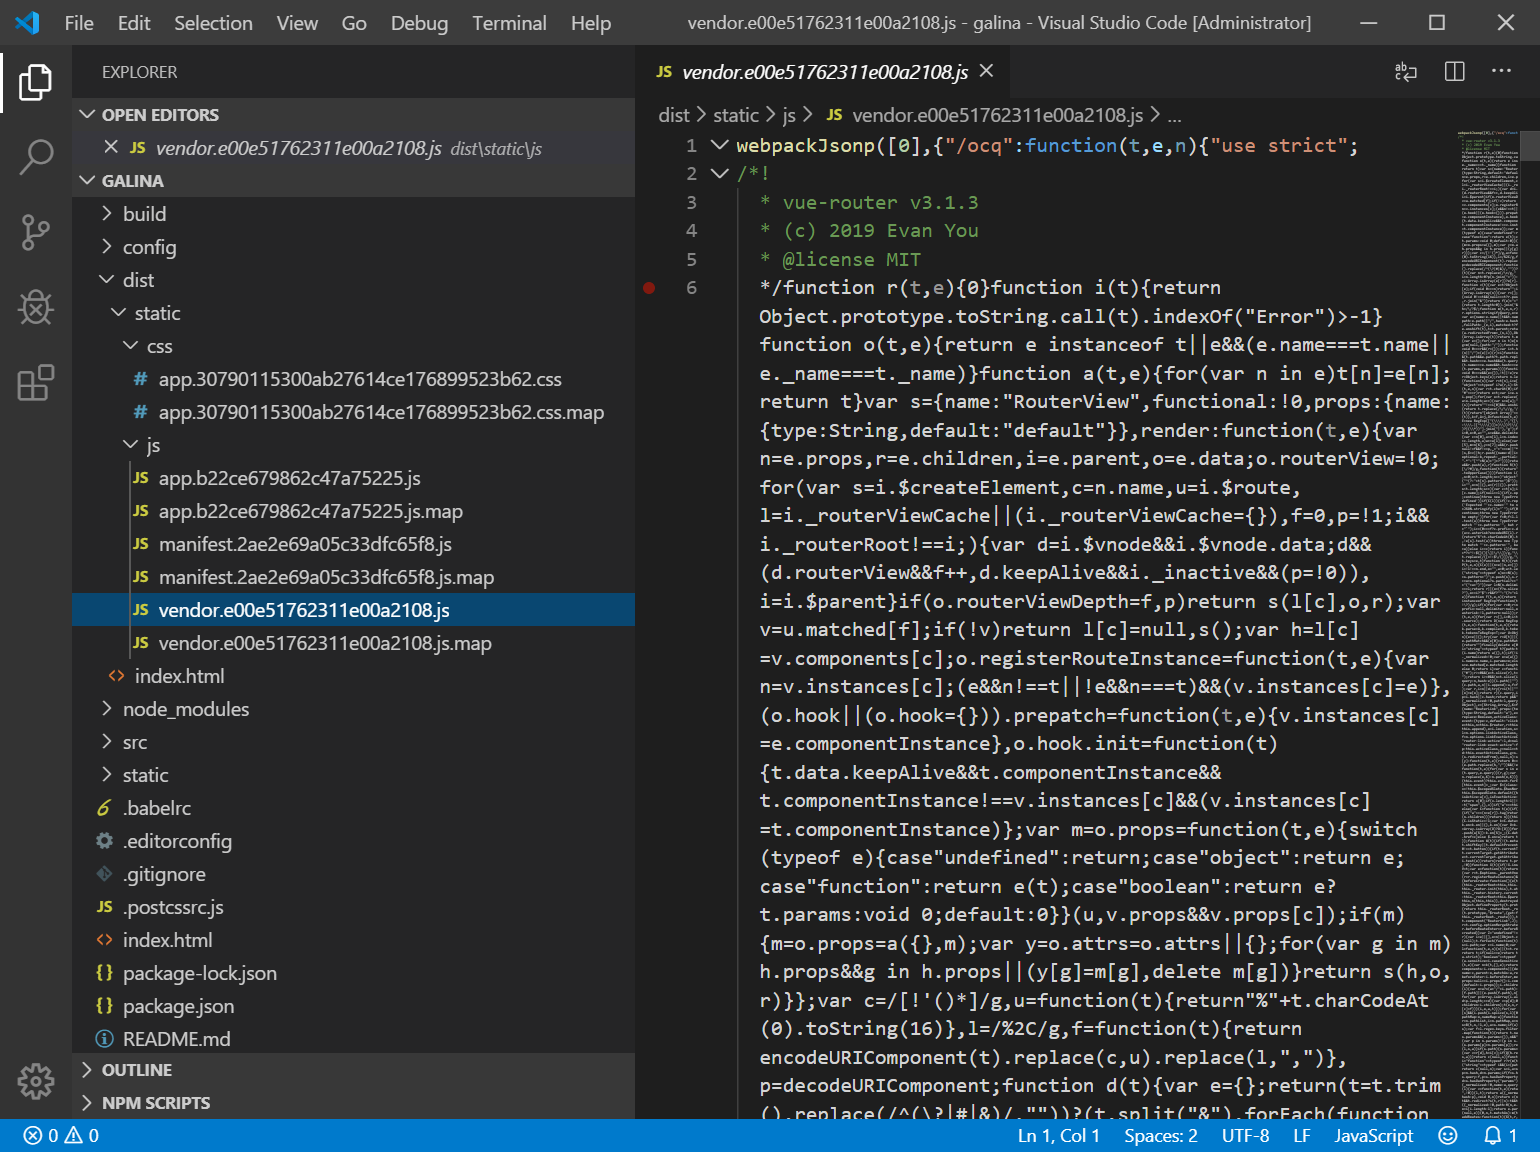 File Edit Selection View Go Debug Terminal Help vendor.e00e51762311e00a2108.js - galina - Visual Studio Code [Administrator]
EXPLORER
OPEN EDITORS
JS vendor.e00e51762311e00a2108.js dist\static\js
GALINA
build
config
dist
static
css
# app.30790115300ab27614ce176899523b62.css
# app.30790115300ab27614ce176899523b62.css.map
js
JS app.b22ce679862c47a75225.js
JS app.b22ce679862c47a75225.js.map
JS manifest.2ae2e69a05c33dfc65f8.js
JS manifest.2ae2e69a05c33dfc65f8.js.map
JS vendor.e00e51762311e00a2108.js
JS vendor.e00e51762311e00a2108.js.map
<> index.html
node_modules
src
static
6 .babelrc
.editorconfig
.gitignore
JS .postcssrc.js
<> index.html
{} package-lock.json
{} package.json
README.md
OUTLINE
NPM SCRIPTS
JS vendor.e00e51762311e00a2108.js
dist > static > js > JS vendor.e00e51762311e00a2108.js > ...
1 webpackJsonp([0],{"/ocq":function(t,e,n){"use strict";
2 /*!
3 * vue-router v3.1.3
4 * (c) 2019 Evan You
5 * @license MIT
6 */function r(t,e){0}function i(t){return
Object.prototype.toString.call(t).indexOf("Error")>-1}
function o(t,e){return e instanceof t||e&&(e.name===t.name||
e._name===t._name)}function a(t,e){for(var n in e)t[n]=e[n];
return t}var s={name:"RouterView",functional:!0,props:{name:
{type:String,default:"default"}},render:function(t,e){var
n=e.props,r=e.children,i=e.parent,o=e.data;o.routerView=!0;
for(var s=i.$createElement,c=n.name,u=i.$route,
l=i._routerViewCache||(i._routerViewCache={}),f=0,p=!1;i&&
i._routerRoot!==i;){var d=i.$vnode&&i.$vnode.data;d&&
(d.routerView&&f++,d.keepAlive&&i._inactive&&(p=!0)),
i=i.$parent}if(o.routerViewDepth=f,p)return s(l[c],o,r);var
v=u.matched[f];if(!v)return l[c]=null,s();var h=l[c]
=v.components[c];o.registerRouteInstance=function(t,e){var
n=v.instances[c];(e&&n!==t||!e&&n===t)&&(v.instances[c]=e)},
(o.hook||(o.hook={})).prepatch=function(t,e){v.instances[c]
=e.componentInstance},o.hook.init=function(t)
{t.data.keepAlive&&t.componentInstance&&
t.componentInstance!==v.instances[c]&&(v.instances[c]
=t.componentInstance)};var m=o.props=function(t,e){switch
(typeof e){case"undefined":return;case"object":return e;
case"function":return e(t);case"boolean":return e?
t.params:void 0;default:0}}(u,v.props&&v.props[c]);if(m)
{m=o.props=a({},m);var y=o.attrs=o.attrs||{};for(var g in m)
h.props&&g in h.props||(y[g]=m[g],delete m[g])}return s(h,o,
r)}};var c=/[!'()*]/g,u=function(t){return"%"+t.charCodeAt
(0).toString(16)},l=/%2C/g,f=function(t){return
encodeURIComponent(t).replace(c,u).replace(l,",")},
p=decodeURIComponent;function d(t){var e={};return(t=t.trim
().replace(/^(\?|#|&)/,""))?(t.split("&").forEach(function
0 0 Ln 1, Col 1 Spaces: 2 UTF-8 LF JavaScript 1